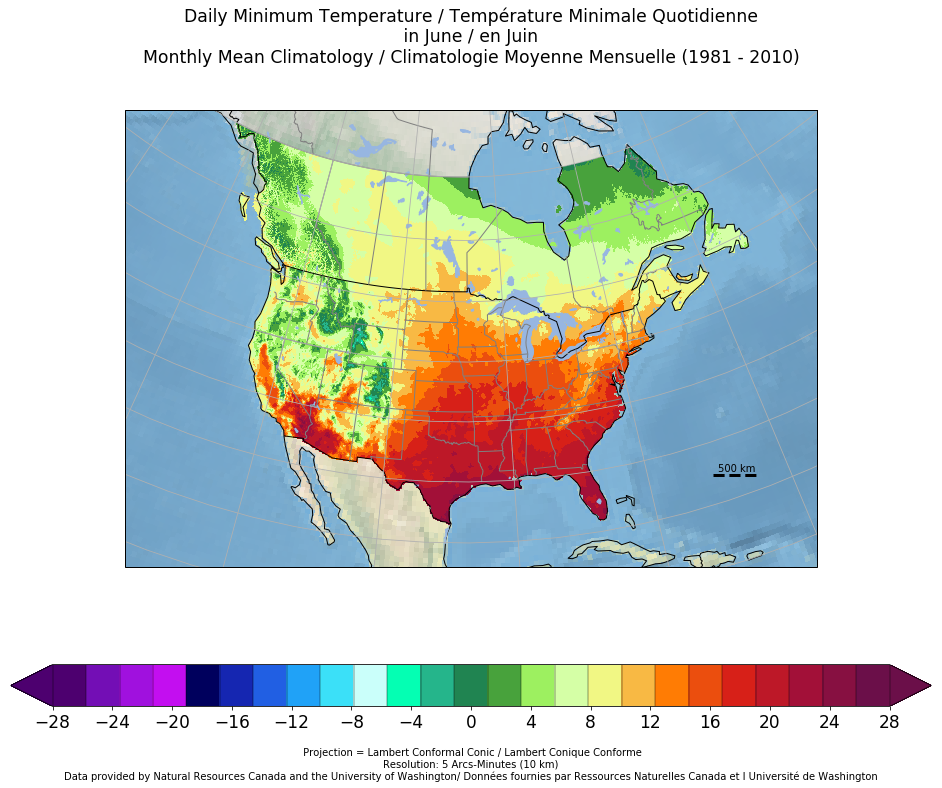 Daily Minimum Temperature / Température Minimale Quotidienne
in June / en Juin
Monthly Mean Climatology / Climatologie Moyenne Mensuelle (1981 - 2010)
500 km
−28 −24 −20 −16 −12 −8 −4 0 4 8 12 16 20 24 28
Projection = Lambert Conformal Conic / Lambert Conique Conforme
Resolution: 5 Arcs-Minutes (10 km)
Data provided by Natural Resources Canada and the University of Washington/ Données fournies par Ressources Naturelles Canada et l Université de Washington